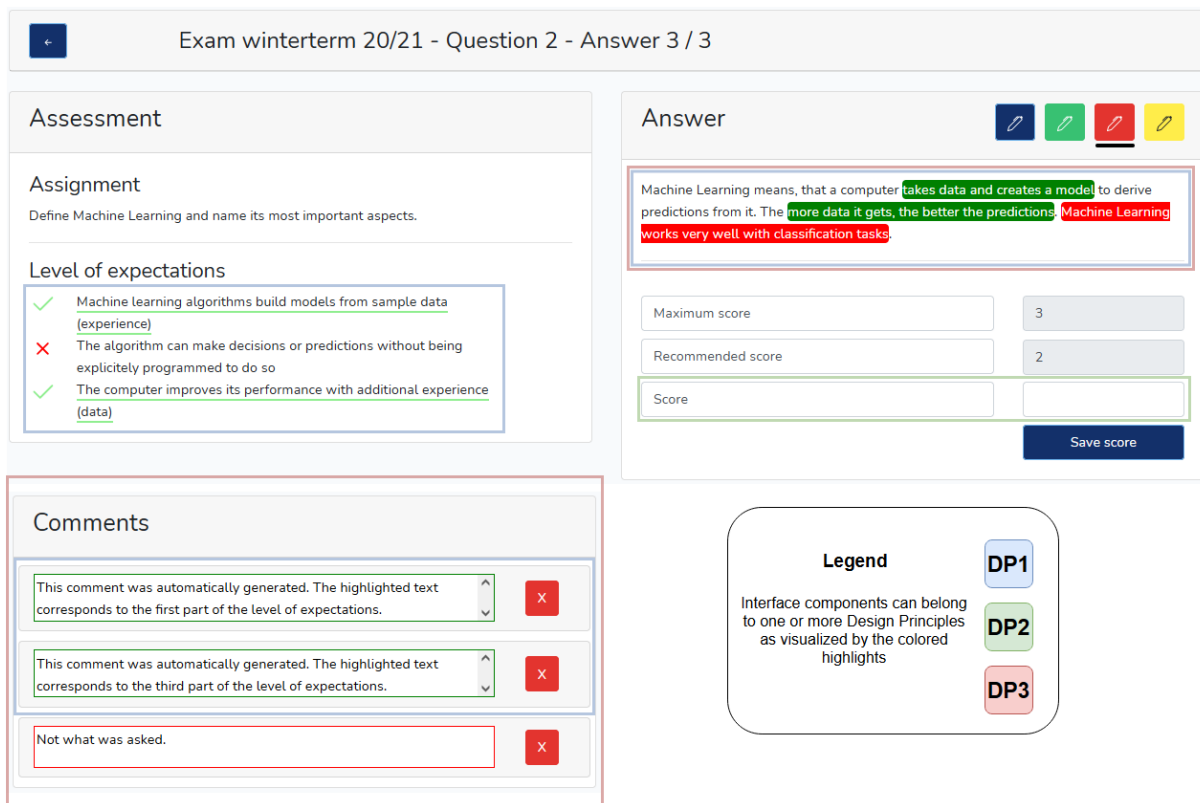 ←
Exam winterterm 20/21 - Question 2 - Answer 3 / 3
Assessment
Assignment
Define Machine Learning and name its most important aspects.
Level of expectations
Machine learning algorithms build models from sample data
(experience)
The algorithm can make decisions or predictions without being
explicitely programmed to do so
The computer improves its performance with additional experience
(data)
Answer
Machine Learning means, that a computer takes data and creates a model to derive
predictions from it. The more data it gets, the better the predictions. Machine Learning
works very well with classification tasks.
Maximum score
3
Recommended score
2
Score
Save score
Comments
This comment was automatically generated. The highlighted text
corresponds to the first part of the level of expectations.
X
This comment was automatically generated. The highlighted text
corresponds to the third part of the level of expectations.
X
Not what was asked.
X
Legend
Interface components can belong
to one or more Design Principles
as visualized by the colored
highlights
DP1
DP2
DP3